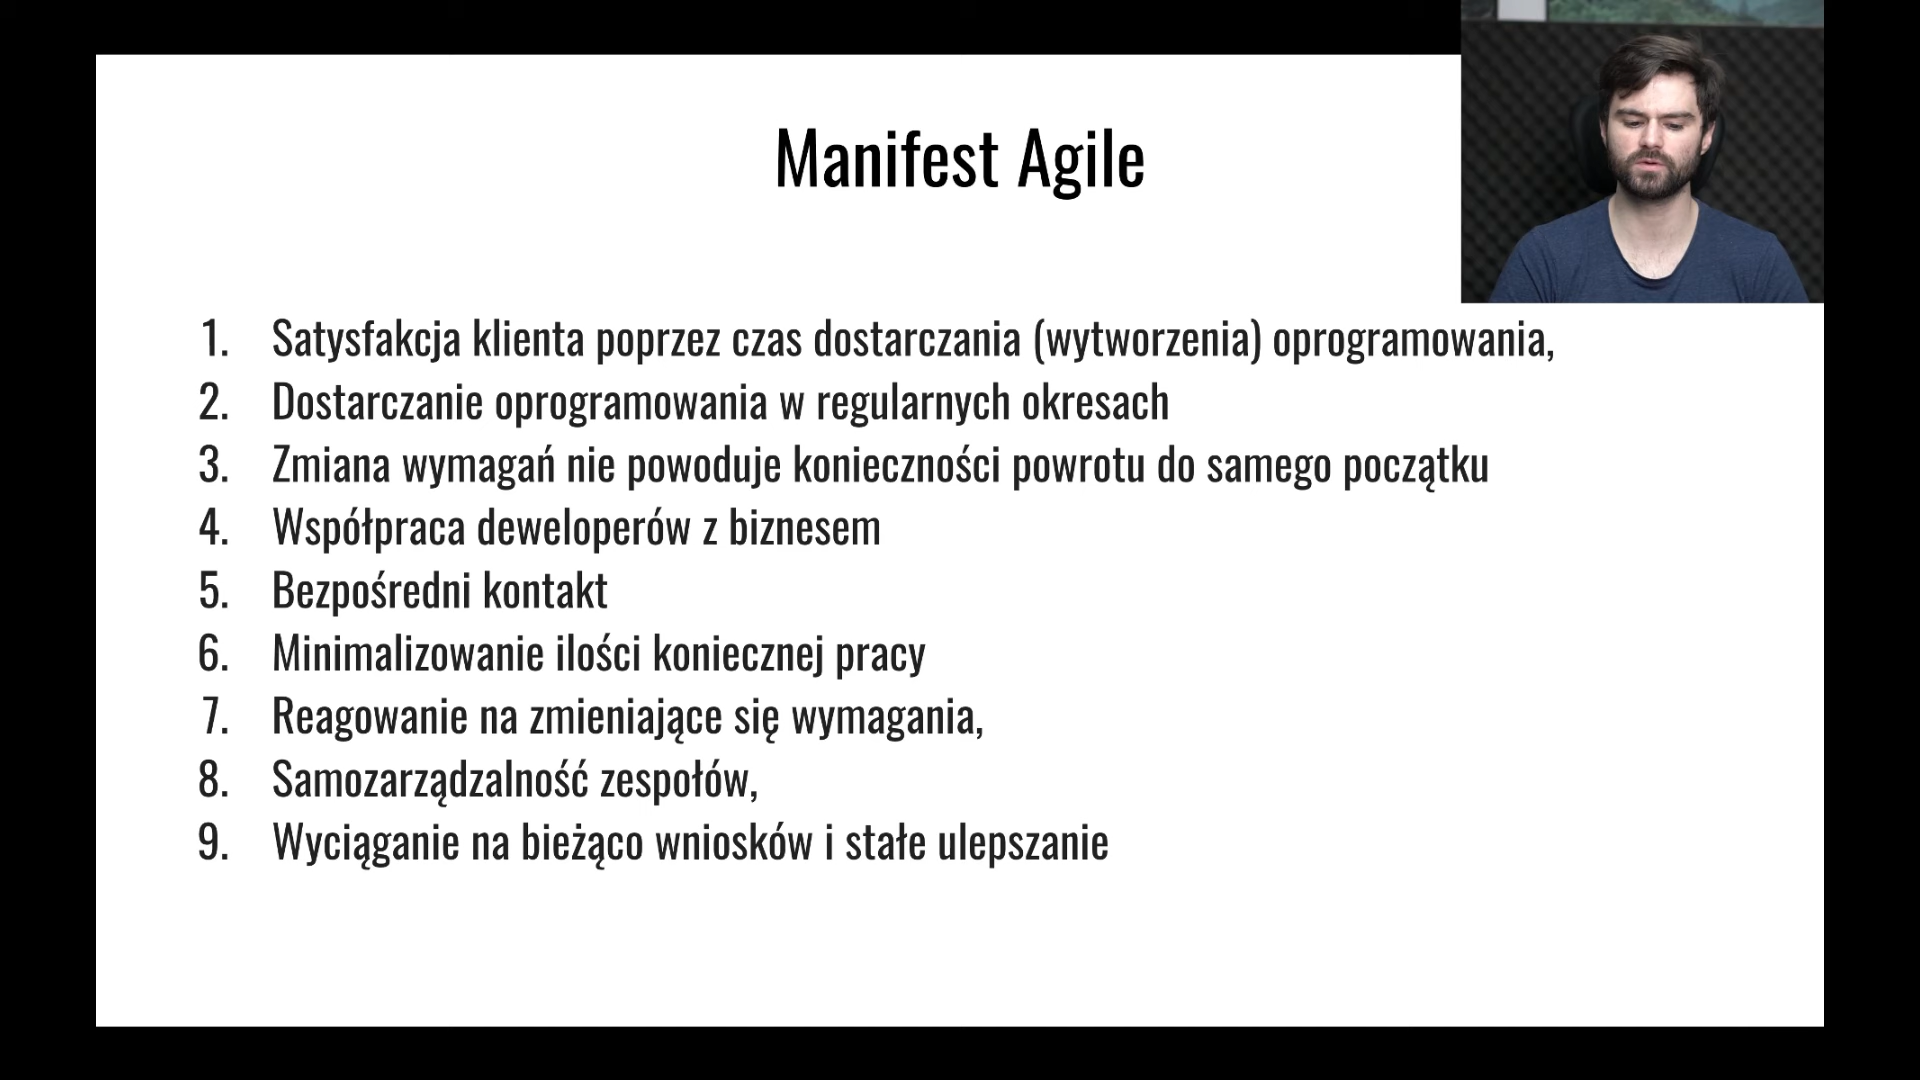 Manifest Agile
1. Satysfakcja klienta poprzez czas dostarczania (wytworzenia) oprogramowania,
2. Dostarczanie oprogramowania w regularnych okresach
3. Zmiana wymagań nie powoduje konieczności powrotu do samego początku
4. Współpraca deweloperów z biznesem
5. Bezpośredni kontakt
6. Minimalizowanie ilości koniecznej pracy
7. Reagowanie na zmieniające się wymagania,
8. Samozarządzalność zespołów,
9. Wyciąganie na bieżąco wniosków i stałe ulepszanie